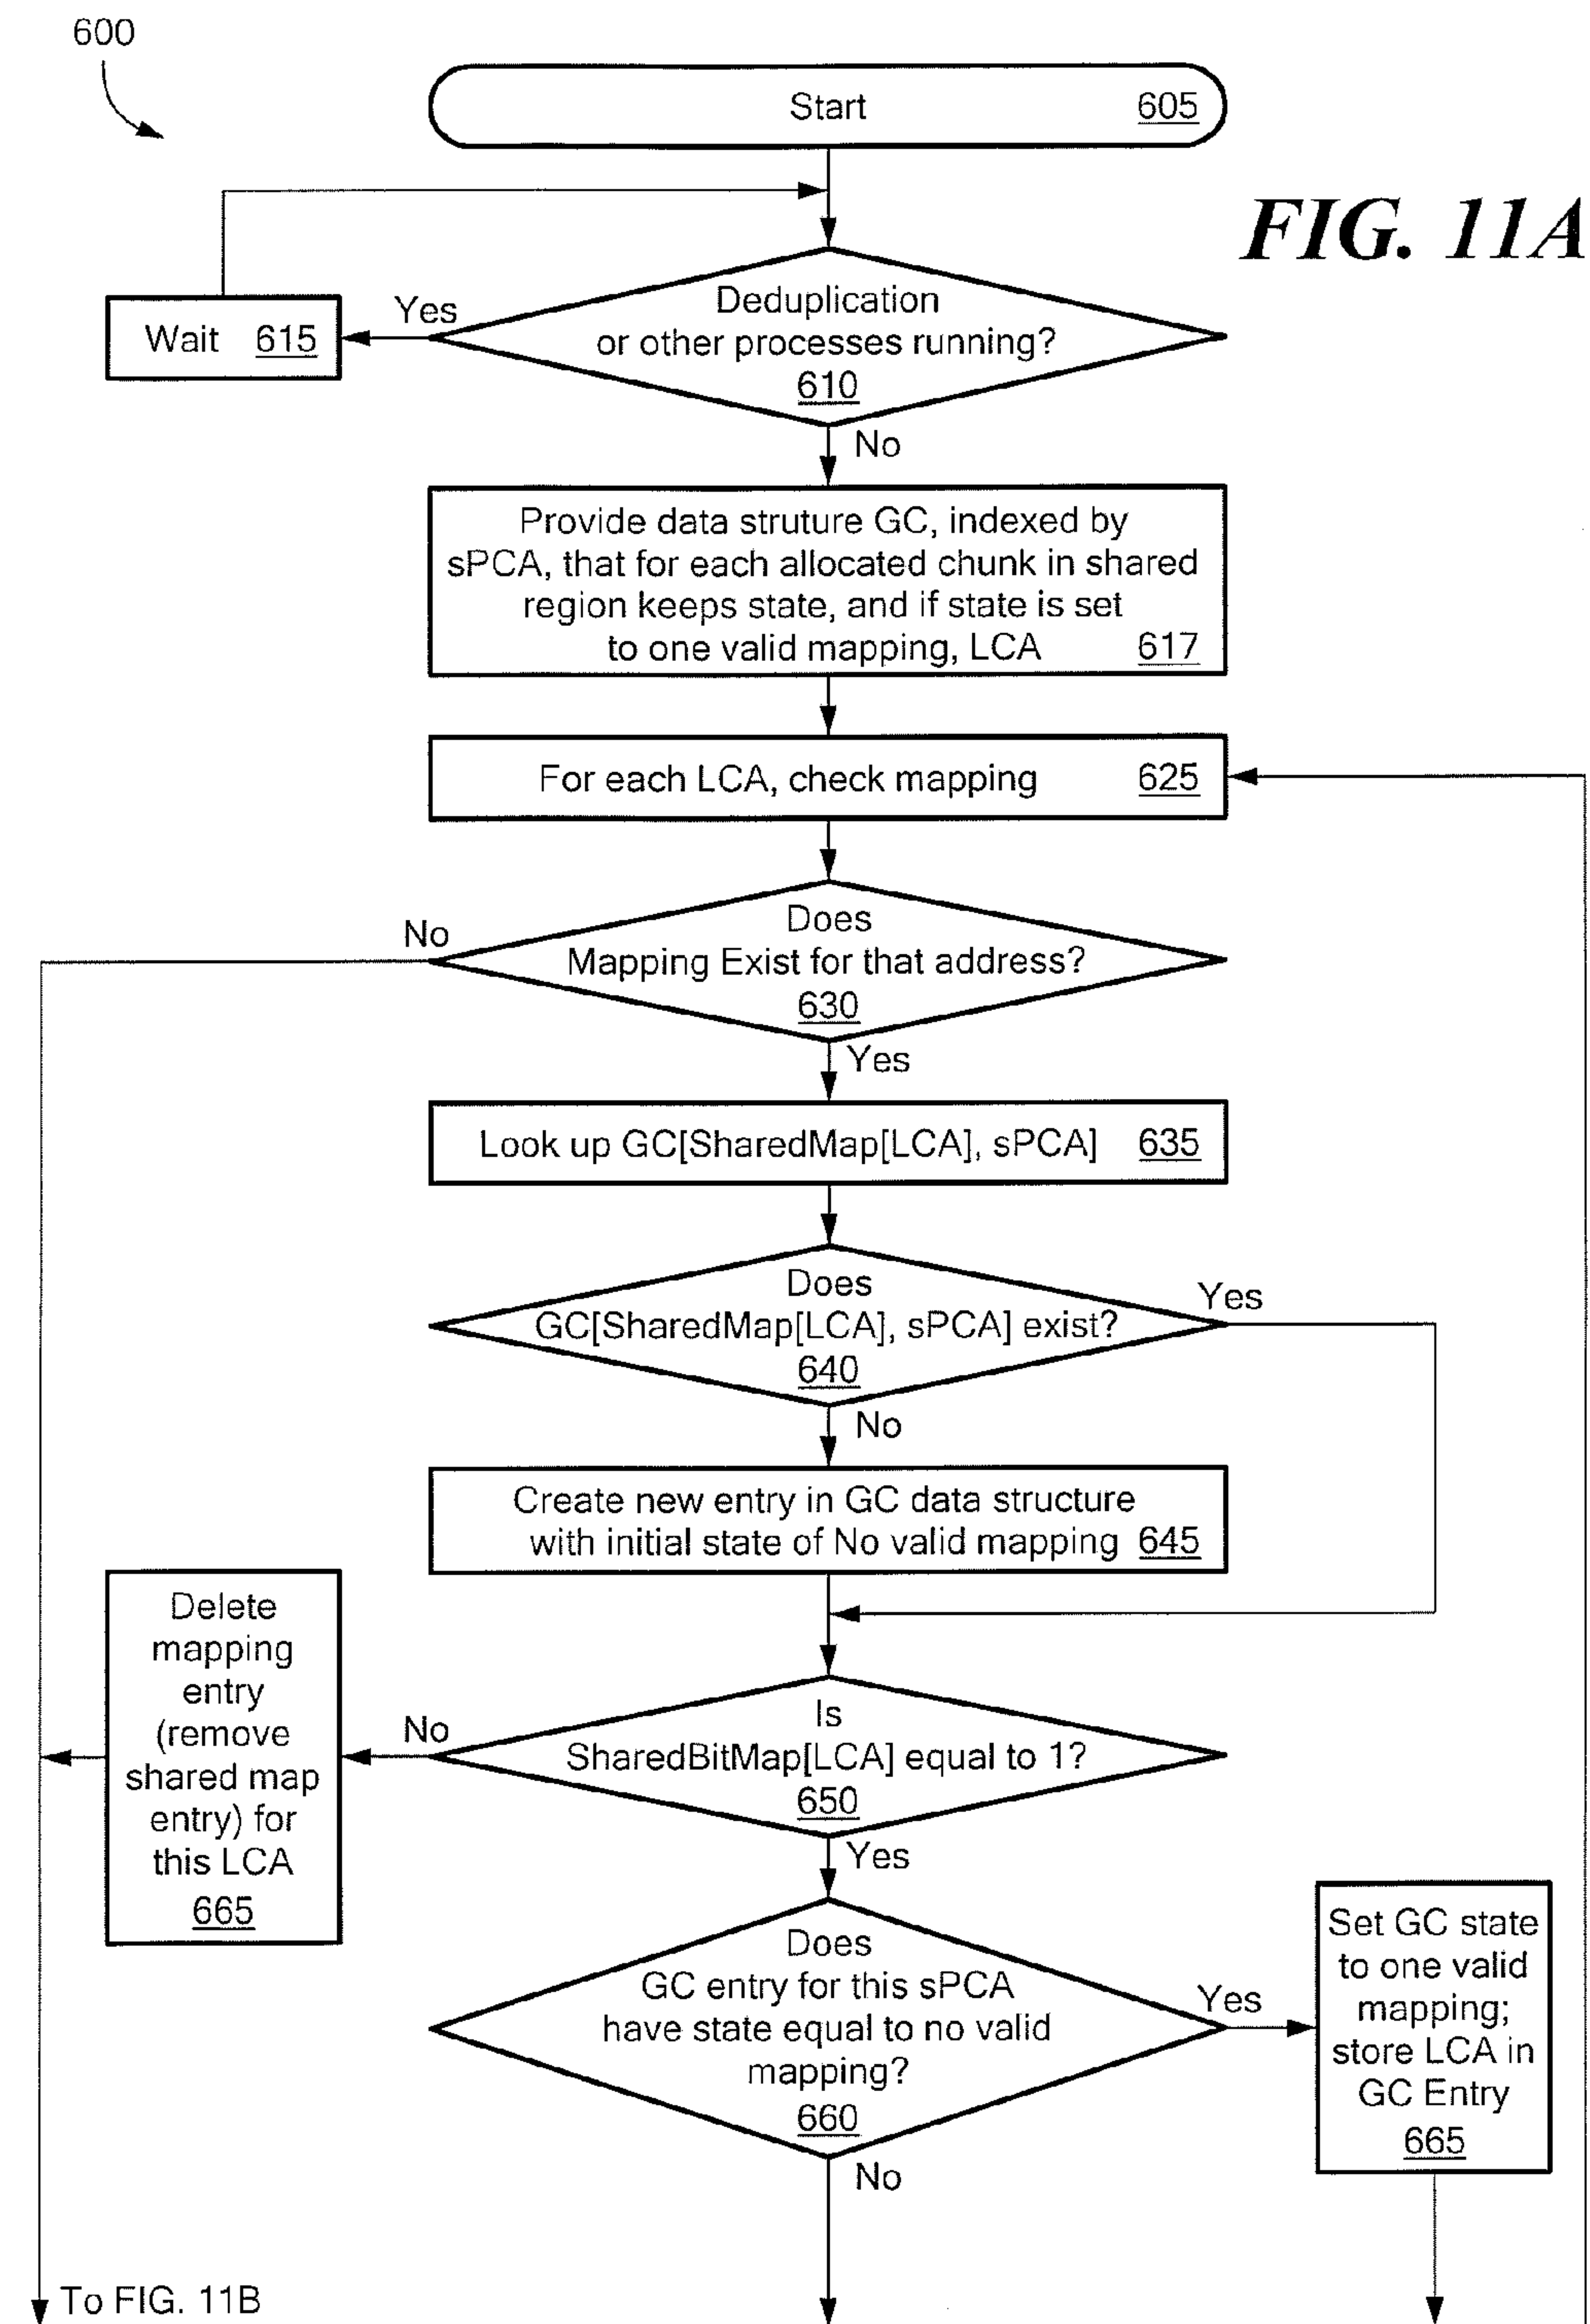 600
Start 605
FIG. 11A
Deduplication
or other processes running?
610
Yes
Wait 615
No
Provide data struture GC, indexed by
sPCA, that for each allocated chunk in shared
region keeps state, and if state is set
to one valid mapping, LCA 617
For each LCA, check mapping 625
Does
Mapping Exist for that address?
630
No
Yes
Look up GC[SharedMap[LCA], sPCA] 635
Does
GC[SharedMap[LCA], sPCA] exist?
640
Yes
No
Create new entry in GC data structure
with initial state of No valid mapping 645
Delete
mapping
entry
(remove
shared map
entry) for
this LCA
665
No
Is
SharedBitMap[LCA] equal to 1?
650
Yes
Does
GC entry for this sPCA
have state equal to no valid
mapping?
660
Yes
Set GC state
to one valid
mapping;
store LCA in
GC Entry
665
No
To FIG. 11B